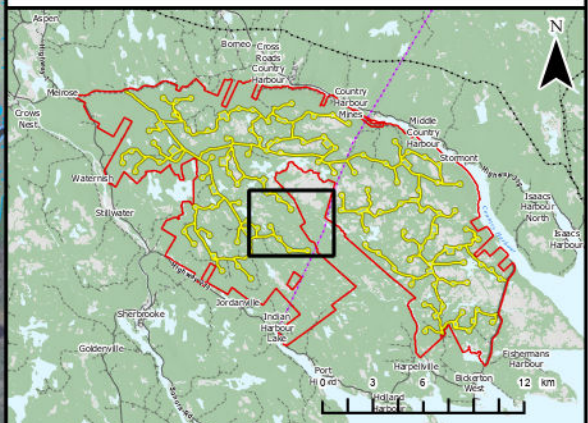 Aspen
N
Borneo
Cross
Roads
Country
Harbour
Highway
Melrose
Country
Harbour
Mines
Crows
Nest
Middle
Country
Harbour
Stormont
Waternish
Isaacs
Harbour
North
Stillwater
Isaacs
Harbour
Jordanville
Sherbrooke
Indian
Harbour
Lake
Goldenville
Port
Harpellville
Fishermans
Harbour
Bickerton
West
Holland
Harbour
0 3 6 12 km